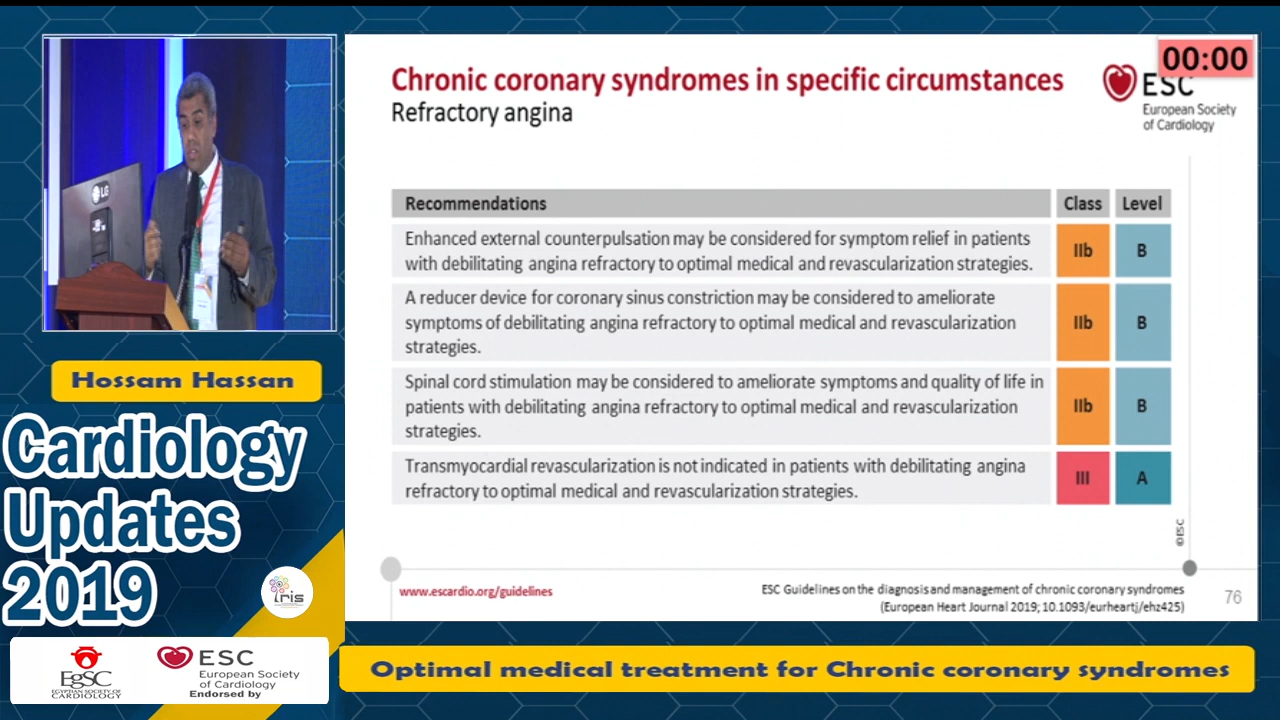 00:00
Chronic coronary syndromes in specific circumstances
Refractory angina
ESC
European Society
of Cardiology
Recommendations Class Level
Enhanced external counterpulsation may be considered for symptom relief in patients
with debilitating angina refractory to optimal medical and revascularization strategies.
IIb B
A reducer device for coronary sinus constriction may be considered to ameliorate
symptoms of debilitating angina refractory to optimal medical and revascularization
strategies.
IIb B
Spinal cord stimulation may be considered to ameliorate symptoms and quality of life in
patients with debilitating angina refractory to optimal medical and revascularization
strategies.
IIb B
Transmyocardial revascularization is not indicated in patients with debilitating angina
refractory to optimal medical and revascularization strategies.
III A
©ESC
www.escardio.org/guidelines
ESC Guidelines on the diagnosis and management of chronic coronary syndromes
(European Heart Journal 2019; 10.1093/eurheartj/ehz425)
76
LG
Hossam Hassan
Cardiology
Updates
2019
iris
EgSC
EGYPTIAN SOCIETY OF
CARDIOLOGY
ESC
European Society
of Cardiology
Endorsed by
Optimal medical treatment for Chronic coronary syndromes